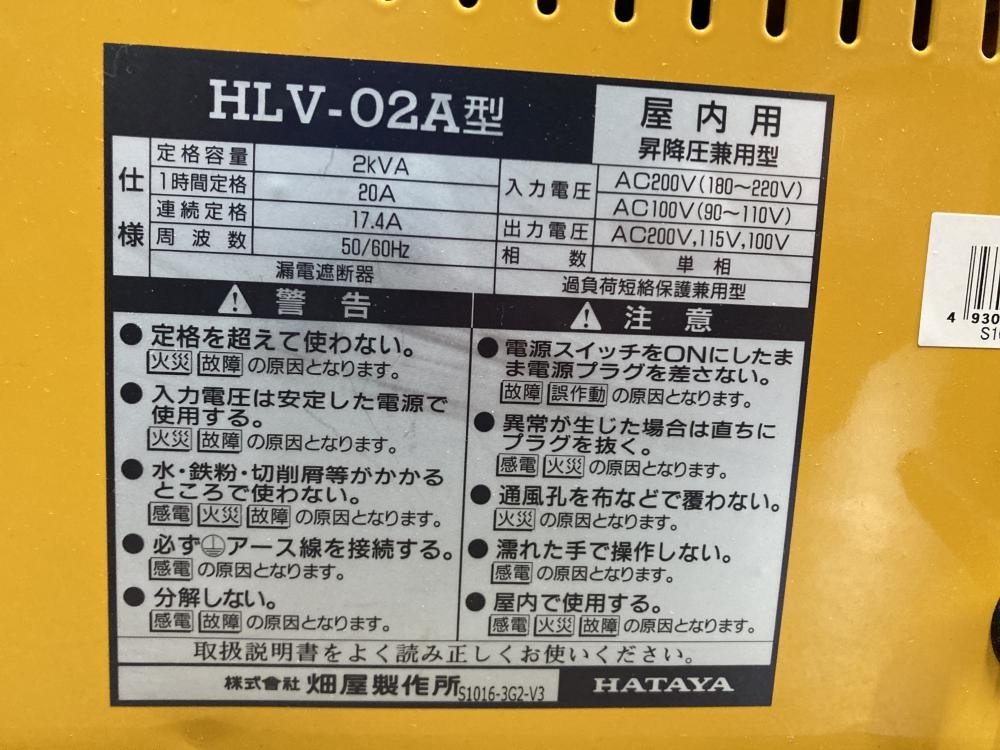 HLV-02A型
屋内用
昇降圧兼用型
仕様
定格容量 2kVA
1時間定格 20A
連続定格 17.4A
周波数 50/60Hz
漏電遮断器
入力電圧 AC200V(180～220V)
AC100V(90～110V)
出力電圧 AC200V,115V,100V
相数 単相
過負荷短絡保護兼用型
警告
●定格を超えて使わない。
火災 故障 の原因となります。
●入力電圧は安定した電源で
使用する。
火災 故障 の原因となります。
●水・鉄粉・切削屑等がかかる
ところで使わない。
感電 火災 故障 の原因となります。
●必ず⏚アース線を接続する。
感電 の原因となります。
●分解しない。
感電 故障 の原因となります。
注意
●電源スイッチをONにしたま
ま電源プラグを差さない。
故障 誤作動 の原因となります。
●異常が生じた場合は直ちに
プラグを抜く。
感電 火災 の原因となります。
●通風孔を布などで覆わない。
火災 の原因となります。
●濡れた手で操作しない。
感電 の原因となります。
●屋内で使用する。
感電 火災 故障 の原因となります。
取扱説明書をよく読み正しくお使いください。
株式會社 畑屋製作所 S1016-3G2-V3
HATAYA
4 930
S10